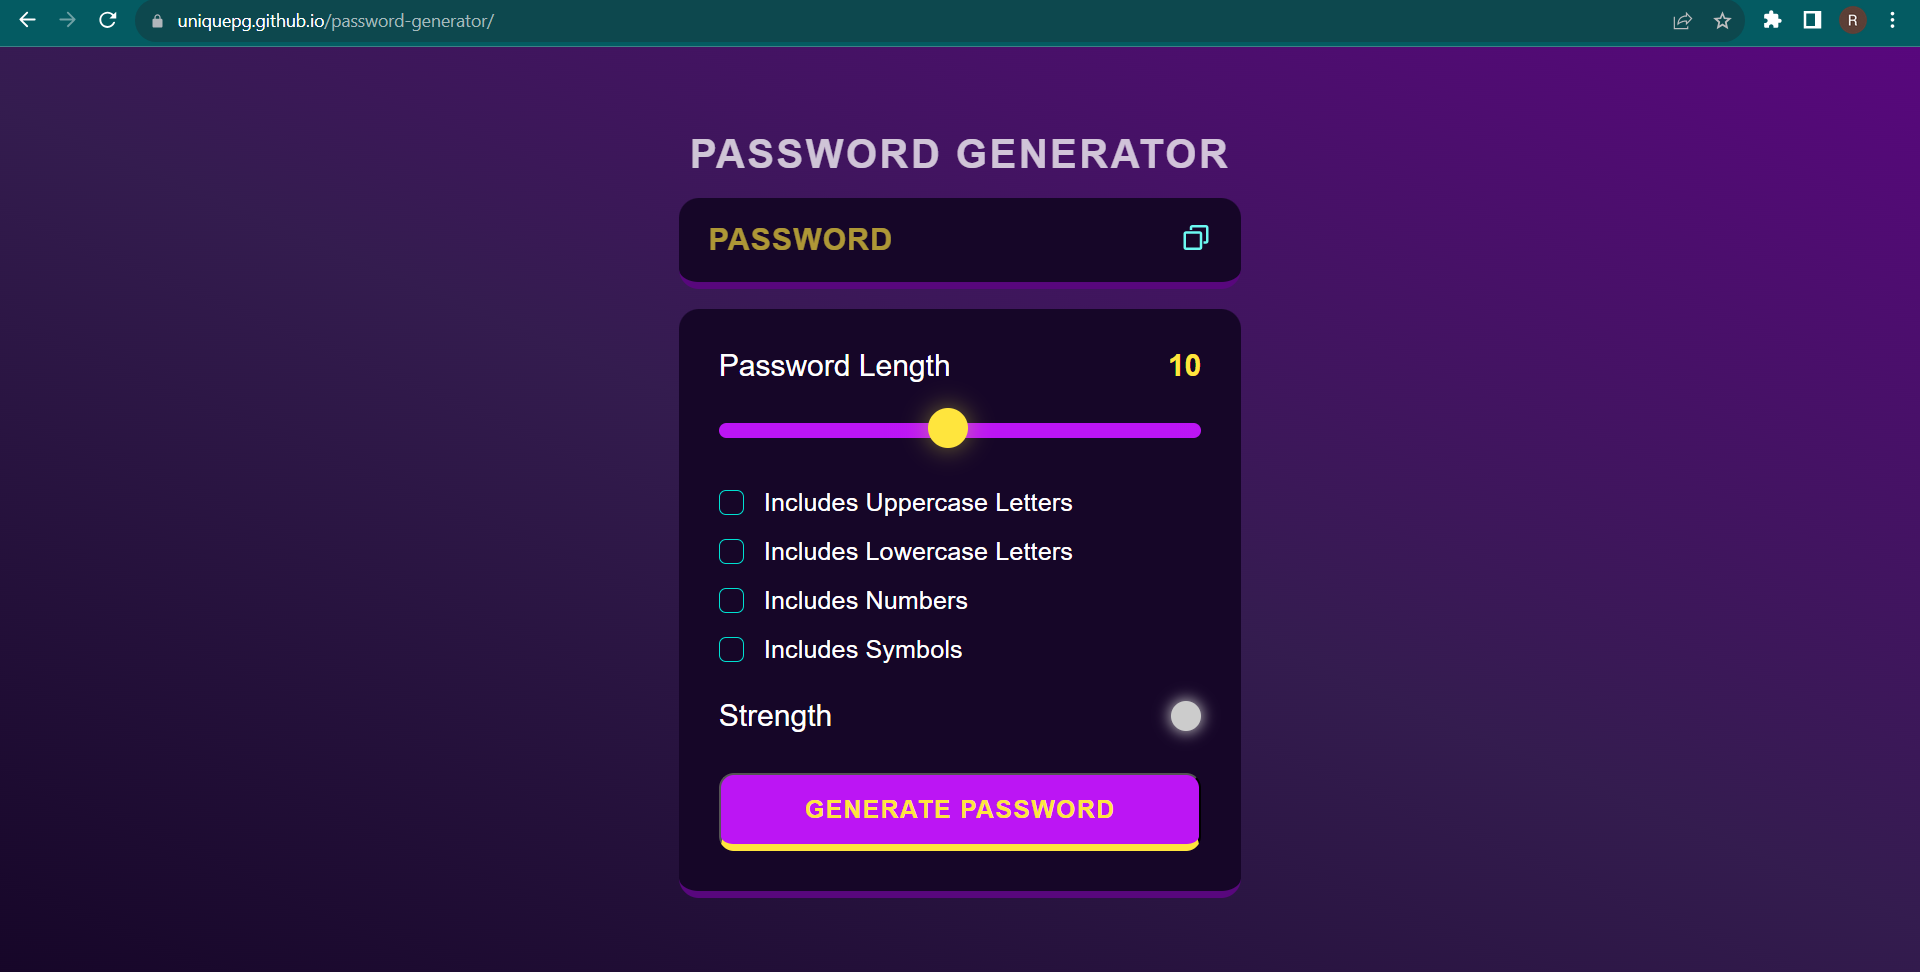 uniquepg.github.io/password-generator/
R
PASSWORD GENERATOR
PASSWORD
Password Length 10
Includes Uppercase Letters
Includes Lowercase Letters
Includes Numbers
Includes Symbols
Strength
GENERATE PASSWORD